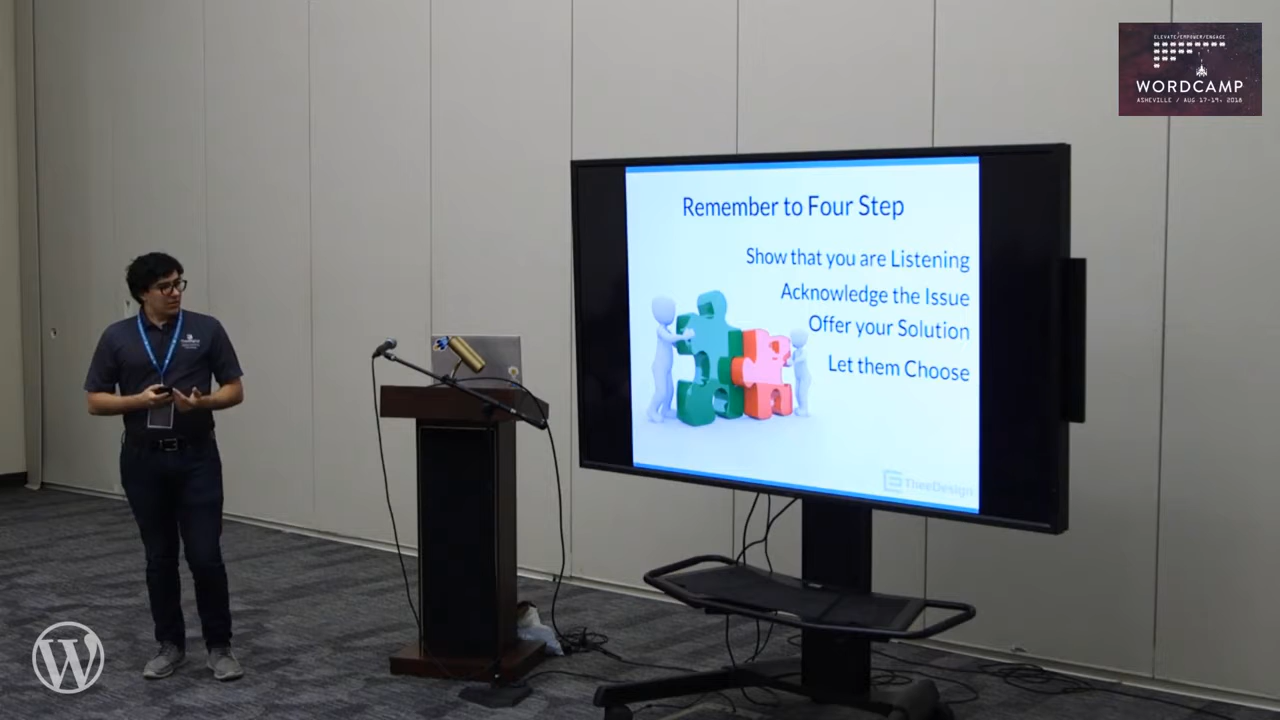 ELEVATE/EMPOWER/ENGAGE
WORDCAMP
ASHEVILLE / AUG 17-19, 2018
Remember to Four Step
Show that you are Listening
Acknowledge the Issue
Offer your Solution
Let them Choose
TheeDesign